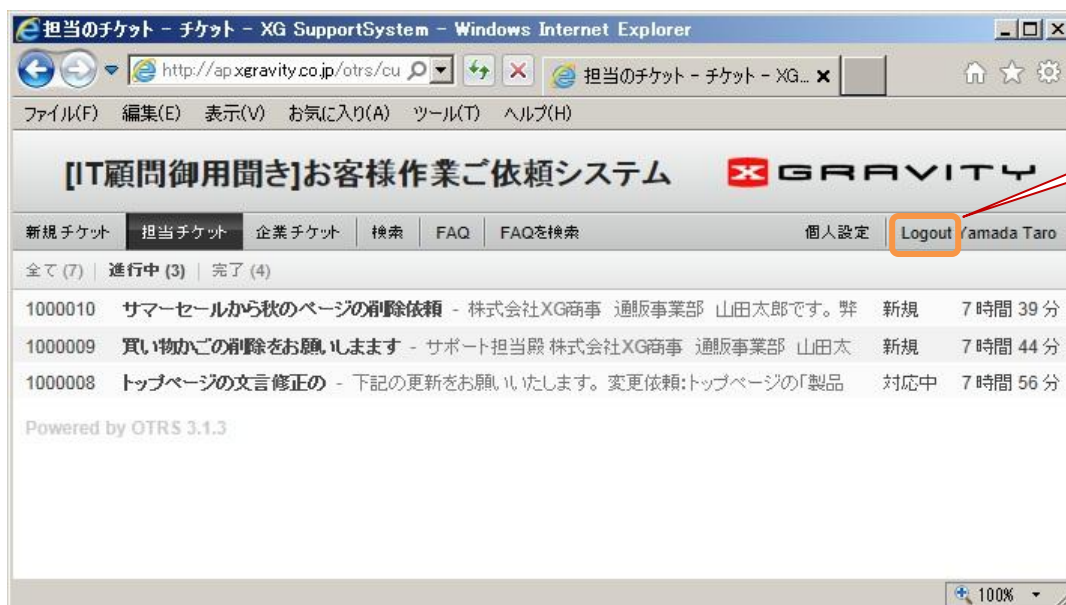 担当のチケット - チケット - XG SupportSystem - Windows Internet Explorer
http://ap.xgravity.co.jp/otrs/cu
担当のチケット - チケット - XG...
ファイル(F) 編集(E) 表示(V) お気に入り(A) ツール(T) ヘルプ(H)
[IT顧問御用聞き]お客様作業ご依頼システム XGRAVITY
新規チケット 担当チケット 企業チケット 検索 FAQ FAQを検索 個人設定 Logout Yamada Taro
全て (7) 進行中 (3) 完了 (4)
1000010 サマーセールから秋のページの削除依頼 - 株式会社XG商事 通販事業部 山田太郎です。弊 新規 7 時間 39 分
1000009 買い物かごの削除をお願いしまます - サポート担当殿 株式会社XG商事 通販事業部 山田太 新規 7 時間 44 分
1000008 トップページの文言修正の - 下記の更新をお願いいたします。変更依頼:トップページの「製品 対応中 7 時間 56 分
Powered by OTRS 3.1.3
100%